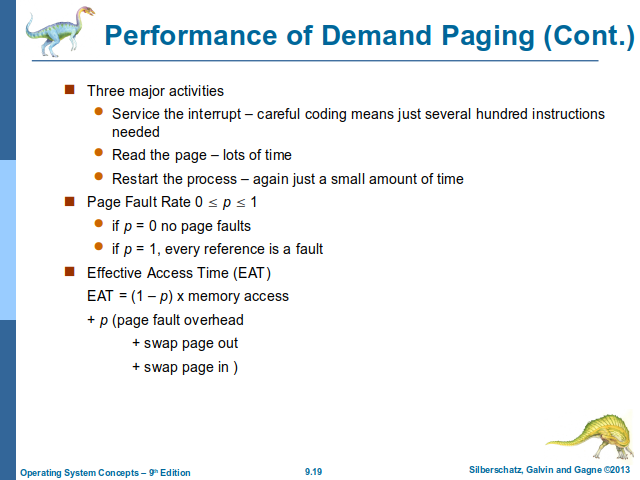 Performance of Demand Paging (Cont.)
Three major activities
Service the interrupt – careful coding means just several hundred instructions
needed
Read the page – lots of time
Restart the process – again just a small amount of time
Page Fault Rate 0 ≤ p ≤ 1
if p = 0 no page faults
if p = 1, every reference is a fault
Effective Access Time (EAT)
EAT = (1 – p) x memory access
+ p (page fault overhead
+ swap page out
+ swap page in )
Operating System Concepts – 9th Edition
9.19
Silberschatz, Galvin and Gagne ©2013